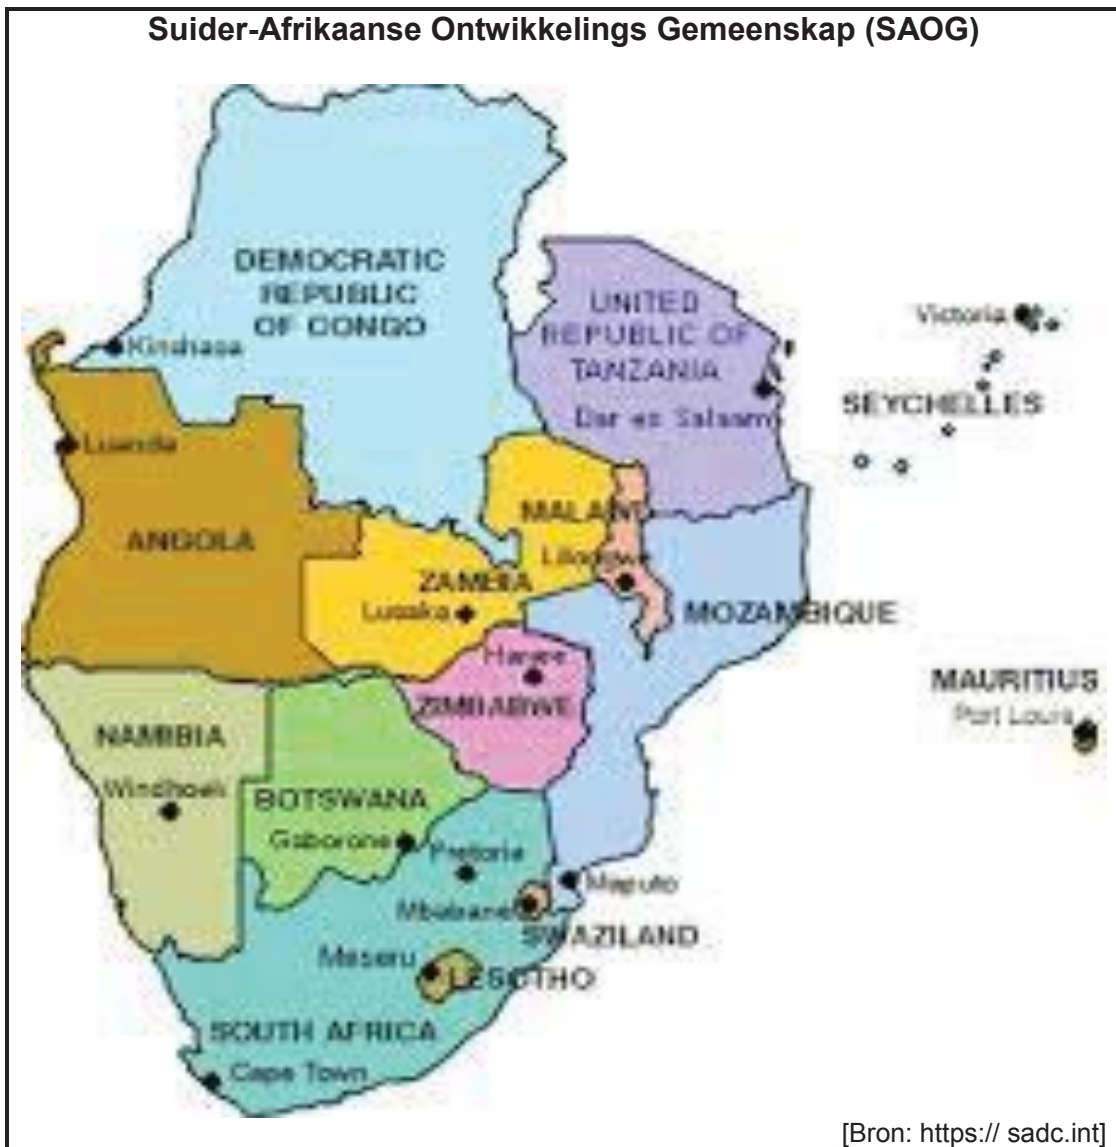 Suider-Afrikaanse Ontwikkelings Gemeenskap (SAOG)
DEMOCRATIC
REPUBLIC
OF CONGO
Kinshasa
UNITED
REPUBLIC OF
TANZANIA
Dar es Salaam
Victoria
SEYCHELLES
Luanda
ANGOLA
MALAWI
Lilongwe
ZAMBIA
Lusaka
MOZAMBIQUE
Harare
ZIMBABWE
MAURITIUS
Port Louis
NAMIBIA
Windhoek
BOTSWANA
Gaborone
Pretoria
Maputo
Mbabane
SWAZILAND
Maseru
LESOTHO
SOUTH AFRICA
Cape Town
[Bron: https:// sadc.int]